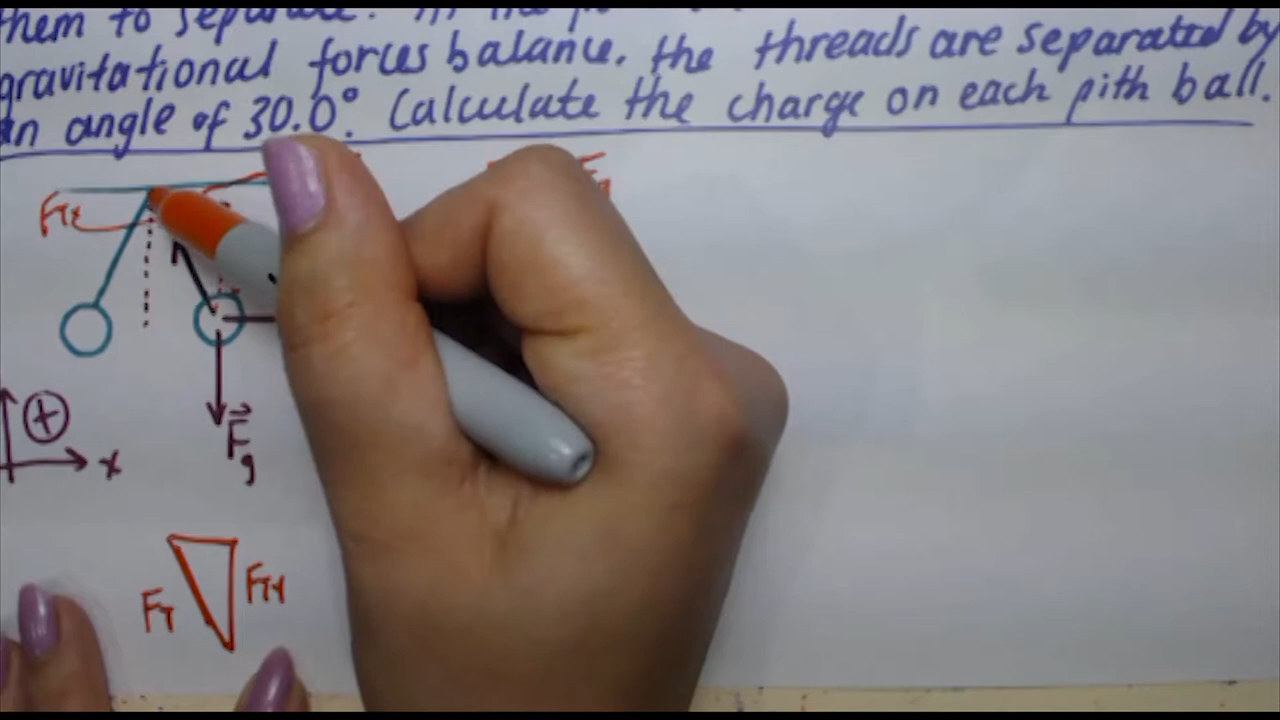 them to separate.
gravitational forces balance, the threads are separated by
an angle of 30.0°. Calculate the charge on each pith ball.
FTx
+
x
Fg
FT
FTy